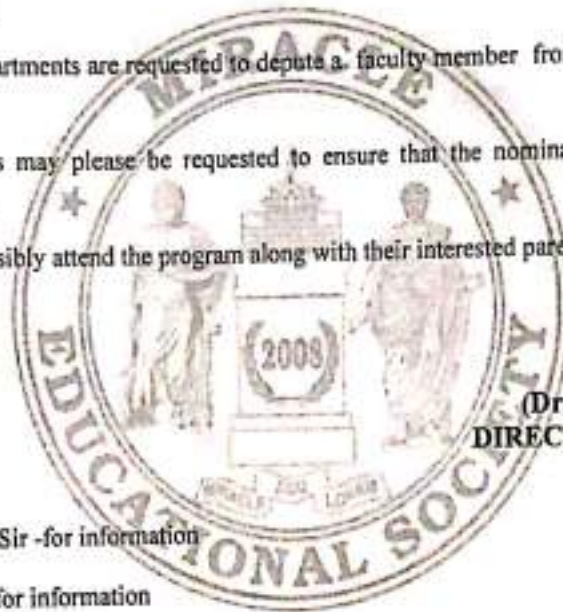 artments are requested to depute a faculty member fro
s may please be requested to ensure that the nomina
sibly attend the program along with their interested pare
MIRACLE
EDUCATIONAL SOCIETY
2008
(Dr
DIREC
Sir -for information
for information